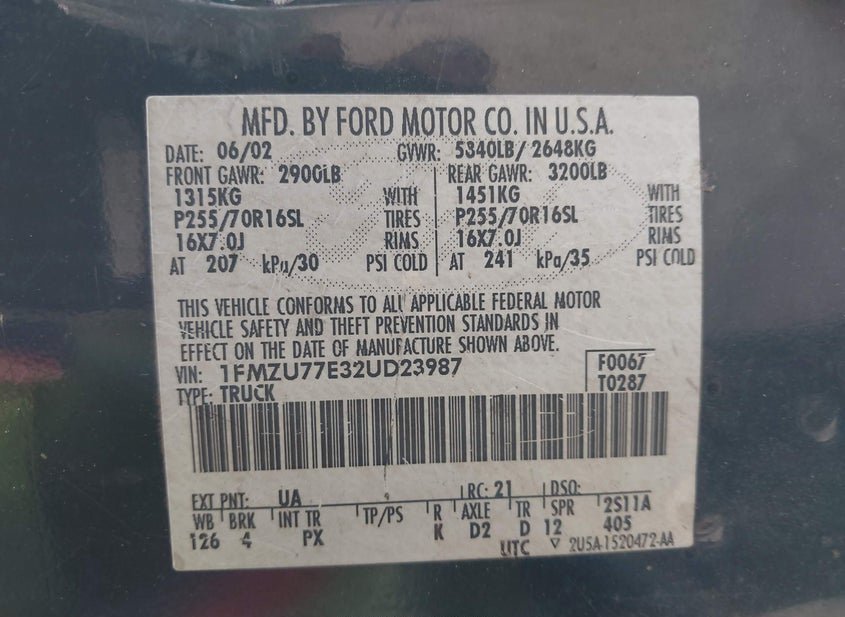 MFD. BY FORD MOTOR CO. IN U.S.A.
DATE: 06/02 GVWR: 5340LB/ 2648KG
FRONT GAWR: 2900LB REAR GAWR: 3200LB
1315KG WITH 1451KG WITH
P255/70R16SL TIRES P255/70R16SL TIRES
16X7.0J RIMS 16X7.0J RIMS
AT 207 kPa/30 PSI COLD AT 241 kPa/35 PSI COLD
THIS VEHICLE CONFORMS TO ALL APPLICABLE FEDERAL MOTOR
VEHICLE SAFETY AND THEFT PREVENTION STANDARDS IN
EFFECT ON THE DATE OF MANUFACTURE SHOWN ABOVE.
VIN: 1FMZU77E32UD23987 F0067
TYPE: TRUCK T0287
EXT PNT: UA RC: 21 DSO:
WB BRK INT TR TP/PS R AXLE TR SPR 2S11A
126 4 PX K D2 D 12 405
UTC ▽ 2U5A-1520472-AA